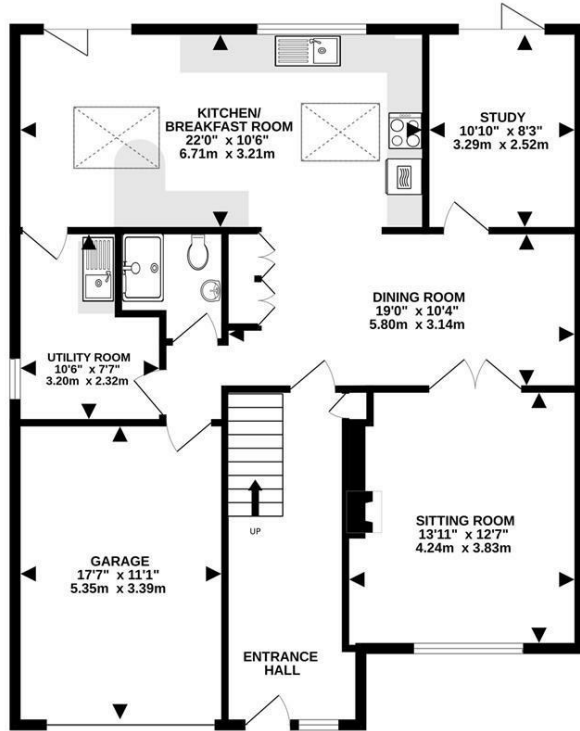 KITCHEN/
BREAKFAST ROOM
22'0" x 10'6"
6.71m x 3.21m
STUDY
10'10" x 8'3"
3.29m x 2.52m
DINING ROOM
19'0" x 10'4"
5.80m x 3.14m
UTILITY ROOM
10'6" x 7'7"
3.20m x 2.32m
SITTING ROOM
13'11" x 12'7"
4.24m x 3.83m
UP
GARAGE
17'7" x 11'1"
5.35m x 3.39m
ENTRANCE
HALL